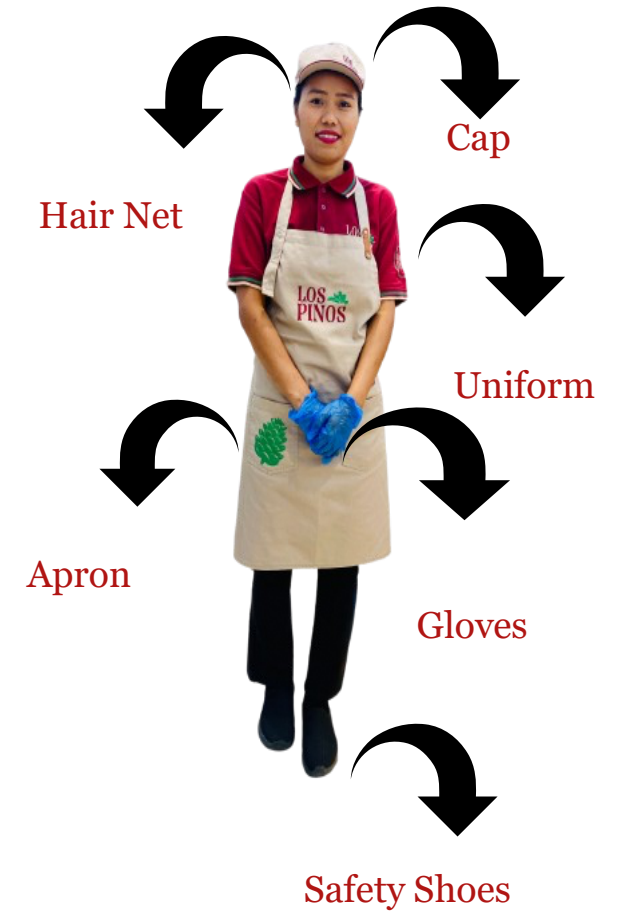 Cap
Hair Net
LOS
PINOS
Uniform
Apron
Gloves
Safety Shoes